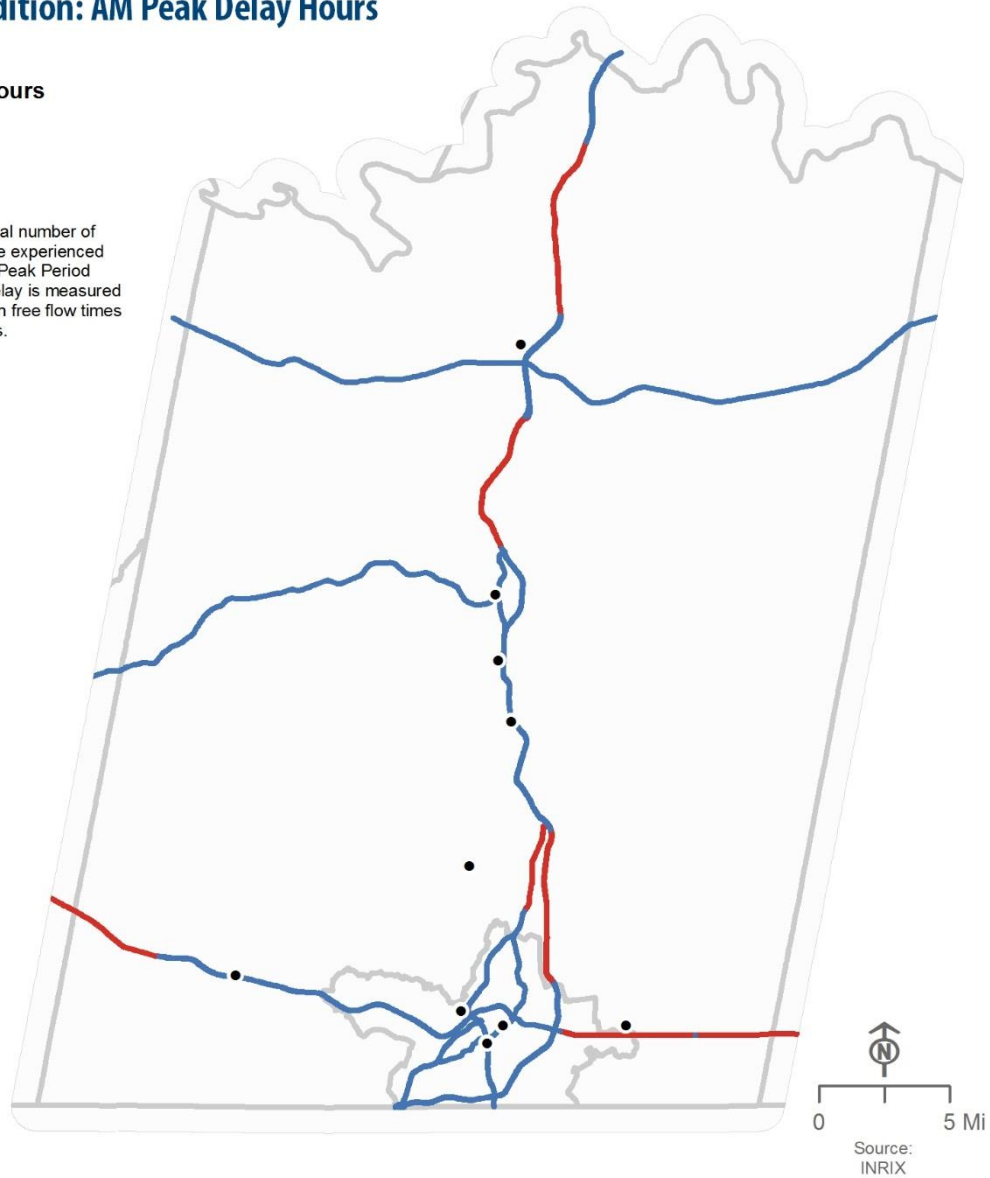 dition: AM Peak Delay Hours
ours
al number of
e experienced
Peak Period
lay is measured
n free flow times
s.
N
0 5 Mi
Source:
INRIX